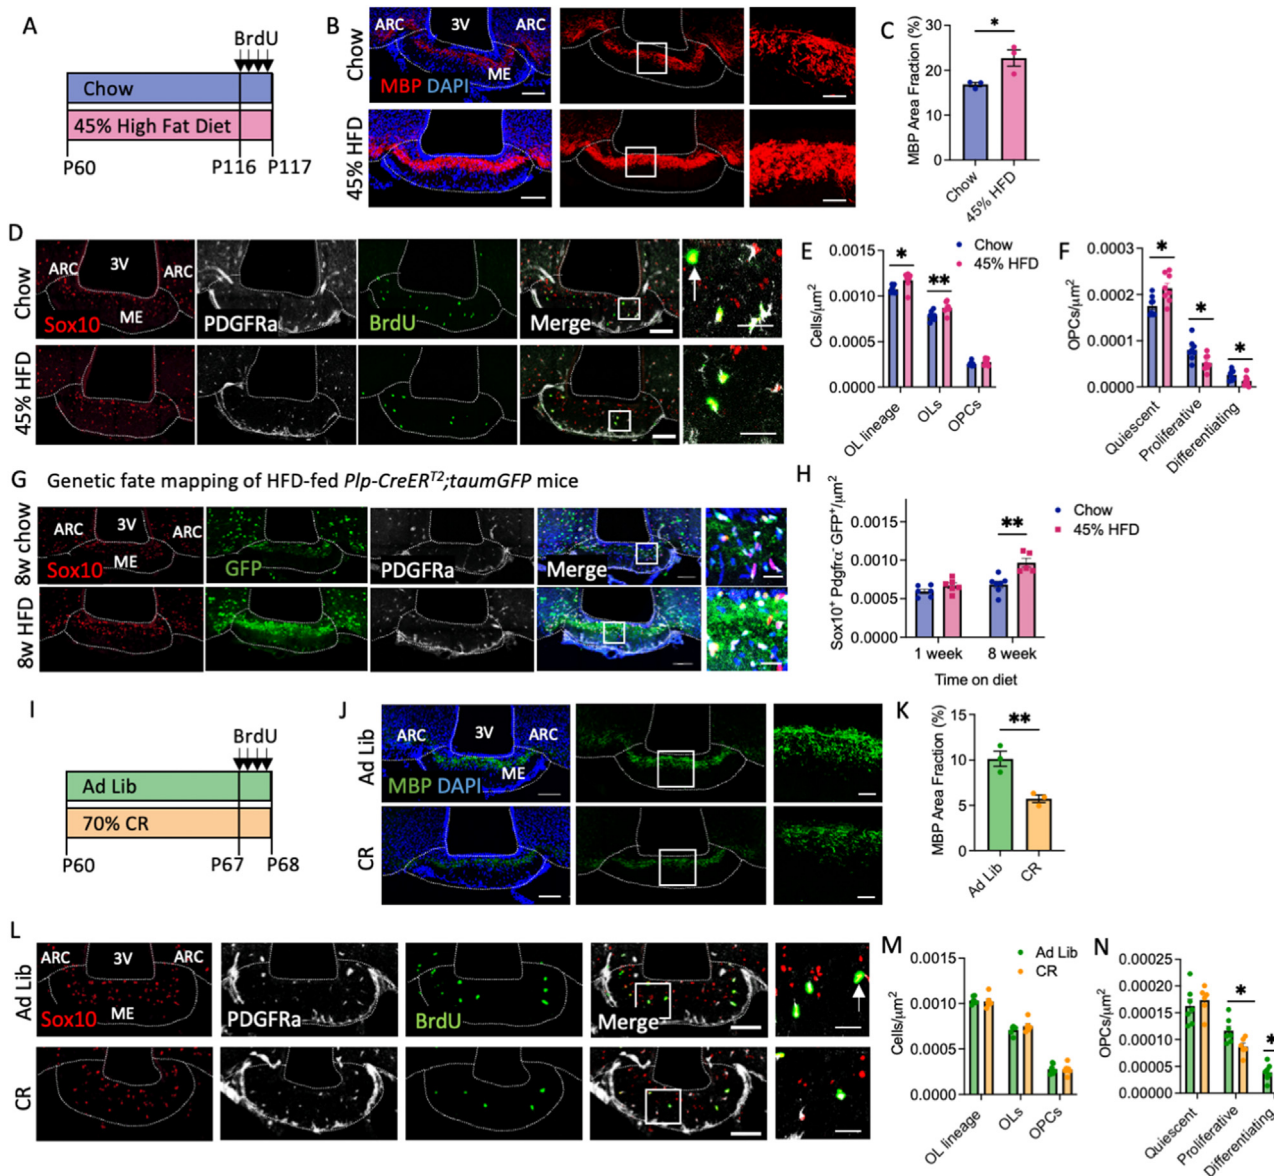 A
BrdU
Chow
45% High Fat Diet
P60
P116
P117
B
Chow
45% HFD
ARC
3V
ARC
MBP DAPI
ME
C
MBP Area Fraction (%)
30
20
10
0
*
Chow
45% HFD
D
Chow
45% HFD
ARC
3V
ARC
ME
Sox10
PDGFRa
BrdU
Merge
E
Cells/μm²
0.0015
0.0010
0.0005
0.0000
*
**
Chow
45% HFD
OL lineage
OLs
OPCs
F
OPCs/μm²
0.0003
0.0002
0.0001
0.0000
*
*
*
Quiescent
Proliferative
Differentiating
G
Genetic fate mapping of HFD-fed Plp-CreERᵀ²;taumGFP mice
8w chow
8w HFD
ARC
3V
ARC
ME
Sox10
GFP
PDGFRa
Merge
H
Sox10⁺ Pdgfrα⁻ GFP⁺/μm²
0.0015
0.0010
0.0005
0.0000
**
Chow
45% HFD
1 week
8 week
Time on diet
I
BrdU
Ad Lib
70% CR
P60
P67
P68
J
Ad Lib
CR
ARC
3V
ARC
MBP DAPI
ME
K
MBP Area Fraction (%)
15
10
5
0
**
Ad Lib
CR
L
Ad Lib
CR
ARC
3V
ARC
ME
Sox10
PDGFRa
BrdU
Merge
M
Cells/μm²
0.0015
0.0010
0.0005
0.0000
Ad Lib
CR
OL lineage
OLs
OPCs
N
OPCs/μm²
0.00025
0.00020
0.00015
0.00010
0.00005
0.00000
*
*
Quiescent
Proliferative
Differentiating